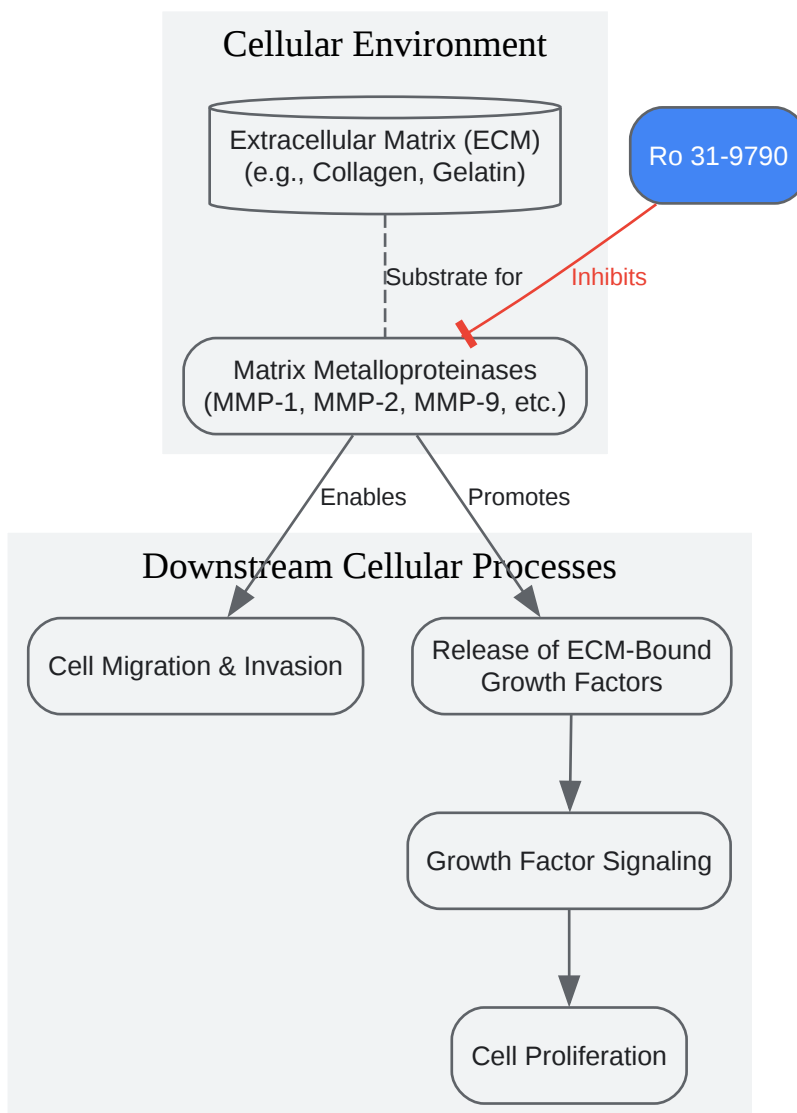 Cellular Environment
Extracellular Matrix (ECM)
(e.g., Collagen, Gelatin)
Ro 31-9790
Substrate for
Inhibits
Matrix Metalloproteinases
(MMP-1, MMP-2, MMP-9, etc.)
Enables
Promotes
Downstream Cellular Processes
Cell Migration & Invasion
Release of ECM-Bound
Growth Factors
Growth Factor Signaling
Cell Proliferation